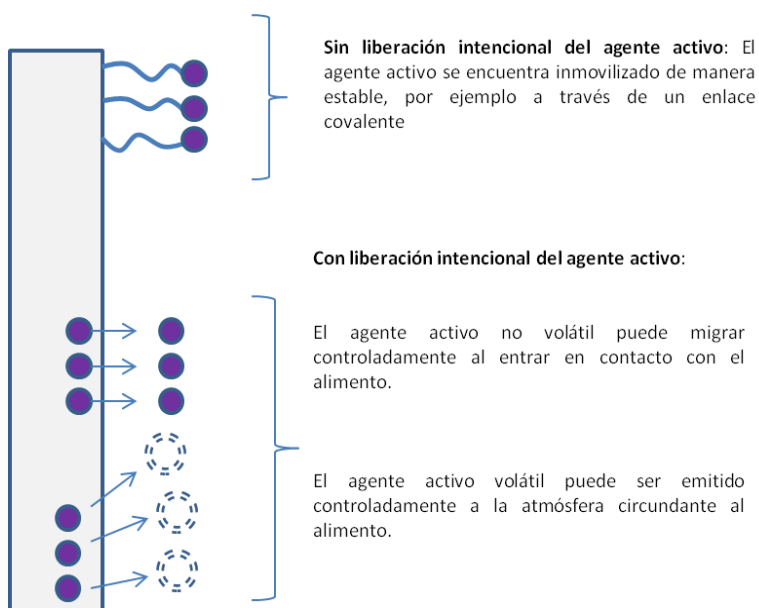 Sin liberación intencional del agente activo: El
agente activo se encuentra inmovilizado de manera
estable, por ejemplo a través de un enlace
covalente
Con liberación intencional del agente activo:
El agente activo no volátil puede migrar
controladamente al entrar en contacto con el
alimento.
El agente activo volátil puede ser emitido
controladamente a la atmósfera circundante al
alimento.